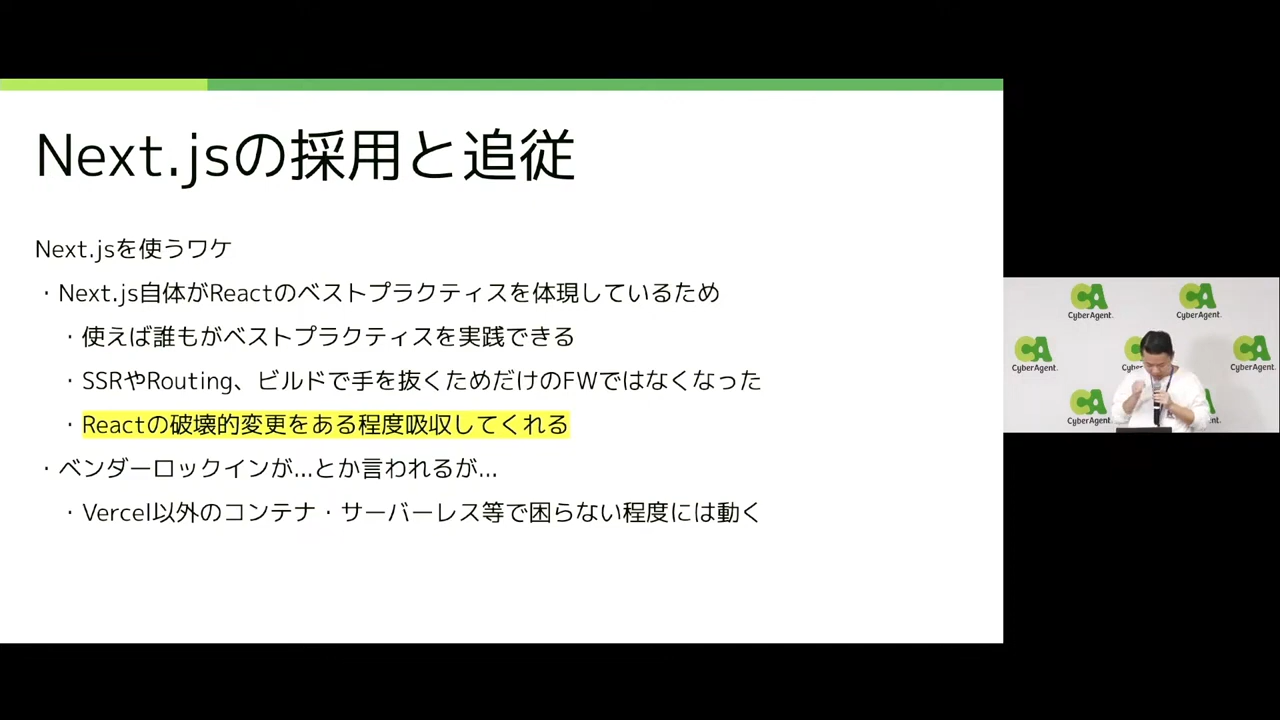 Next.jsの採用と追従
Next.jsを使うワケ
・Next.js自体がReactのベストプラクティスを体現しているため
・使えば誰もがベストプラクティスを実践できる
・SSRやRouting、ビルドで手を抜くためだけのFWではなくなった
・Reactの破壊的変更をある程度吸収してくれる
・ベンダーロックインが...とか言われるが...
・Vercel以外のコンテナ・サーバーレス等で困らない程度には動く
CyberAgent.
CyberAgent.
CyberAgent.
CyberAgent.
CyberAgent.